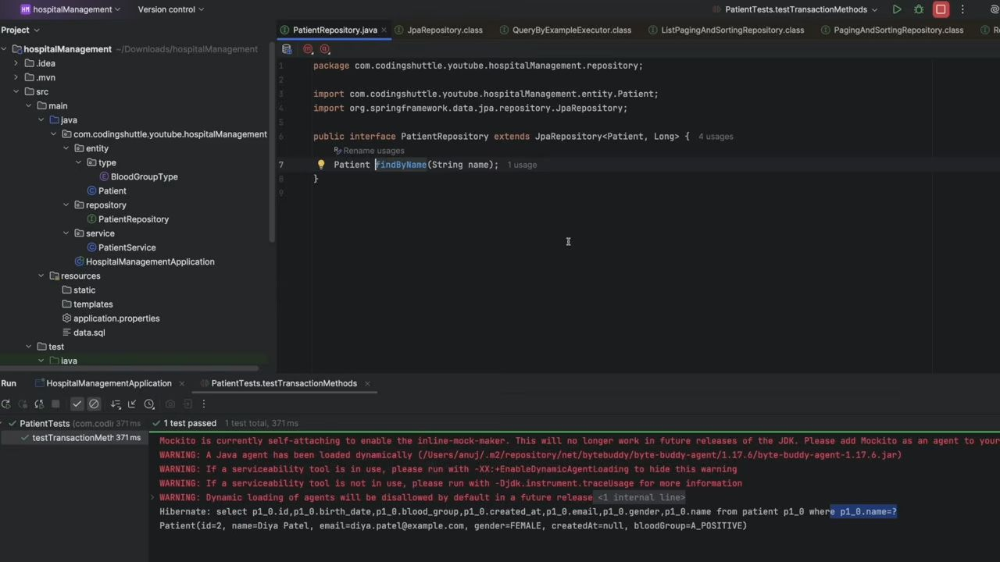 HM hospitalManagement Version control PatientTests.testTransactionMethods
Project
PatientRepository.java JpaRepository.class QueryByExampleExecutor.class ListPagingAndSortingRepository.class PagingAndSortingRepository.class
hospitalManagement ~/Downloads/hospitalManagement
.idea
.mvn
src
main
java
com.codingshuttle.youtube.hospitalManagement
entity
type
BloodGroupType
Patient
repository
PatientRepository
service
PatientService
HospitalManagementApplication
resources
static
templates
application.properties
data.sql
test
java
1 package com.codingshuttle.youtube.hospitalManagement.repository;
2
3 import com.codingshuttle.youtube.hospitalManagement.entity.Patient;
4 import org.springframework.data.jpa.repository.JpaRepository;
5
6 public interface PatientRepository extends JpaRepository<Patient, Long> { 4 usages
Rename usages
7 Patient findByName(String name); 1 usage
8 }
9
Run HospitalManagementApplication PatientTests.testTransactionMethods
PatientTests (com.codin 371 ms
testTransactionMeth 371 ms
1 test passed 1 test total, 371 ms
Mockito is currently self-attaching to enable the inline-mock-maker. This will no longer work in future releases of the JDK. Please add Mockito as an agent to your
WARNING: A Java agent has been loaded dynamically (/Users/anuj/.m2/repository/net/bytebuddy/byte-buddy-agent/1.17.6/byte-buddy-agent-1.17.6.jar)
WARNING: If a serviceability tool is in use, please run with -XX:+EnableDynamicAgentLoading to hide this warning
WARNING: If a serviceability tool is not in use, please run with -Djdk.instrument.traceUsage for more information
WARNING: Dynamic loading of agents will be disallowed by default in a future release <1 internal line>
Hibernate: select p1_0.id,p1_0.birth_date,p1_0.blood_group,p1_0.created_at,p1_0.email,p1_0.gender,p1_0.name from patient p1_0 where p1_0.name=?
Patient(id=2, name=Diya Patel, email=diya.patel@example.com, gender=FEMALE, createdAt=null, bloodGroup=A_POSITIVE)